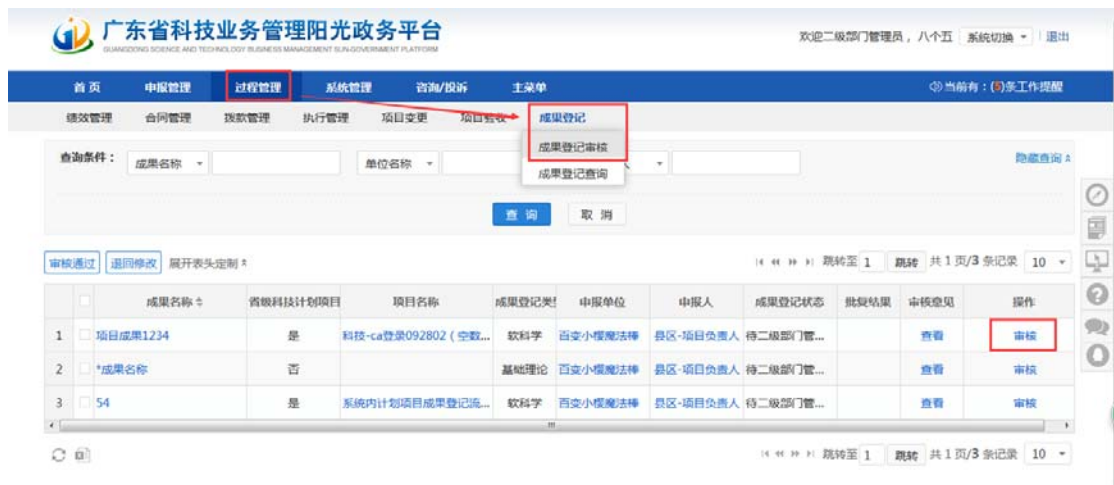 广东省科技业务管理阳光政务平台
GUANGDONG SCIENCE AND TECHNOLOGY BUSINESS MANAGEMENT SUN-GOVERNMENT PLATFORM
欢迎二级部门管理员，八个五 系统切换 退出
首页 申报管理 过程管理 系统管理 咨询/投诉 主菜单 当前有：(5)条工作提醒
绩效管理 合同管理 拨款管理 执行管理 项目变更 项目验收 成果登记
成果登记审核
成果登记查询
查询条件： 成果名称 单位名称 人 隐藏查询
查询 取消
审核通过 退回修改 展开表头定制 跳转至 1 跳转 共1页/3条记录 10
成果名称 省级科技计划项目 项目名称 成果登记类型 申报单位 申报人 成果登记状态 批复结果 审核意见 操作
1 项目成果1234 是 科技-ca登录092802（空数... 软科学 百变小樱魔法棒 县区-项目负责人 待二级部门管... 查看 审核
2 *成果名称 否 基础理论 百变小樱魔法棒 县区-项目负责人 待二级部门管... 查看 审核
3 54 是 系统内计划项目成果登记流... 软科学 百变小樱魔法棒 县区-项目负责人 待二级部门管... 查看 审核
跳转至 1 跳转 共1页/3条记录 10